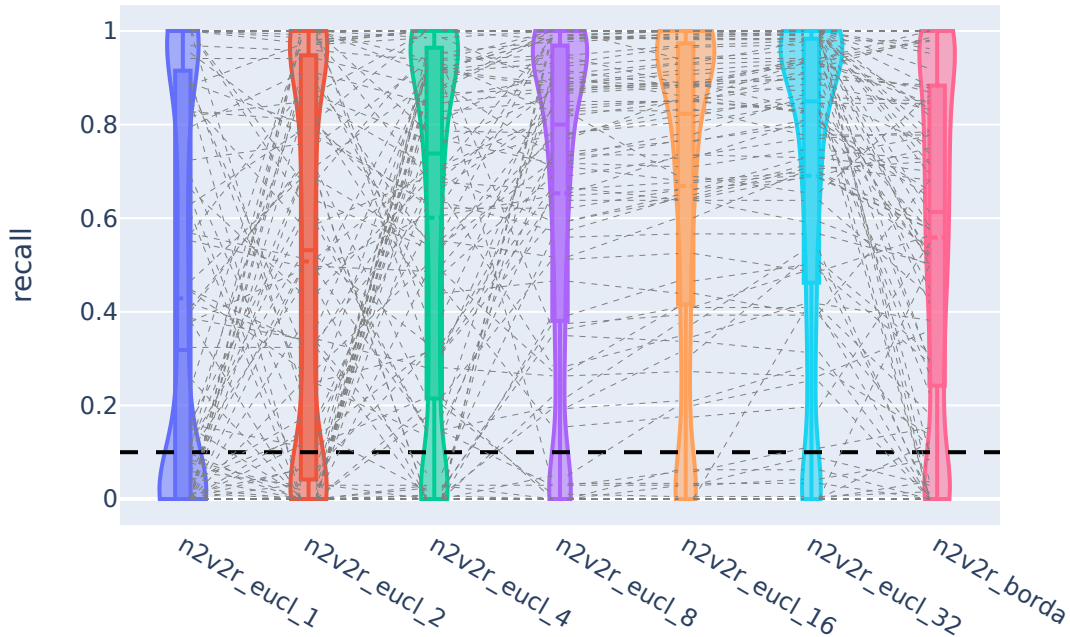 recall
1
0.8
0.6
0.4
0.2
0
n2v2r_eucl_1
n2v2r_eucl_2
n2v2r_eucl_4
n2v2r_eucl_8
n2v2r_eucl_16
n2v2r_eucl_32
n2v2r_borda